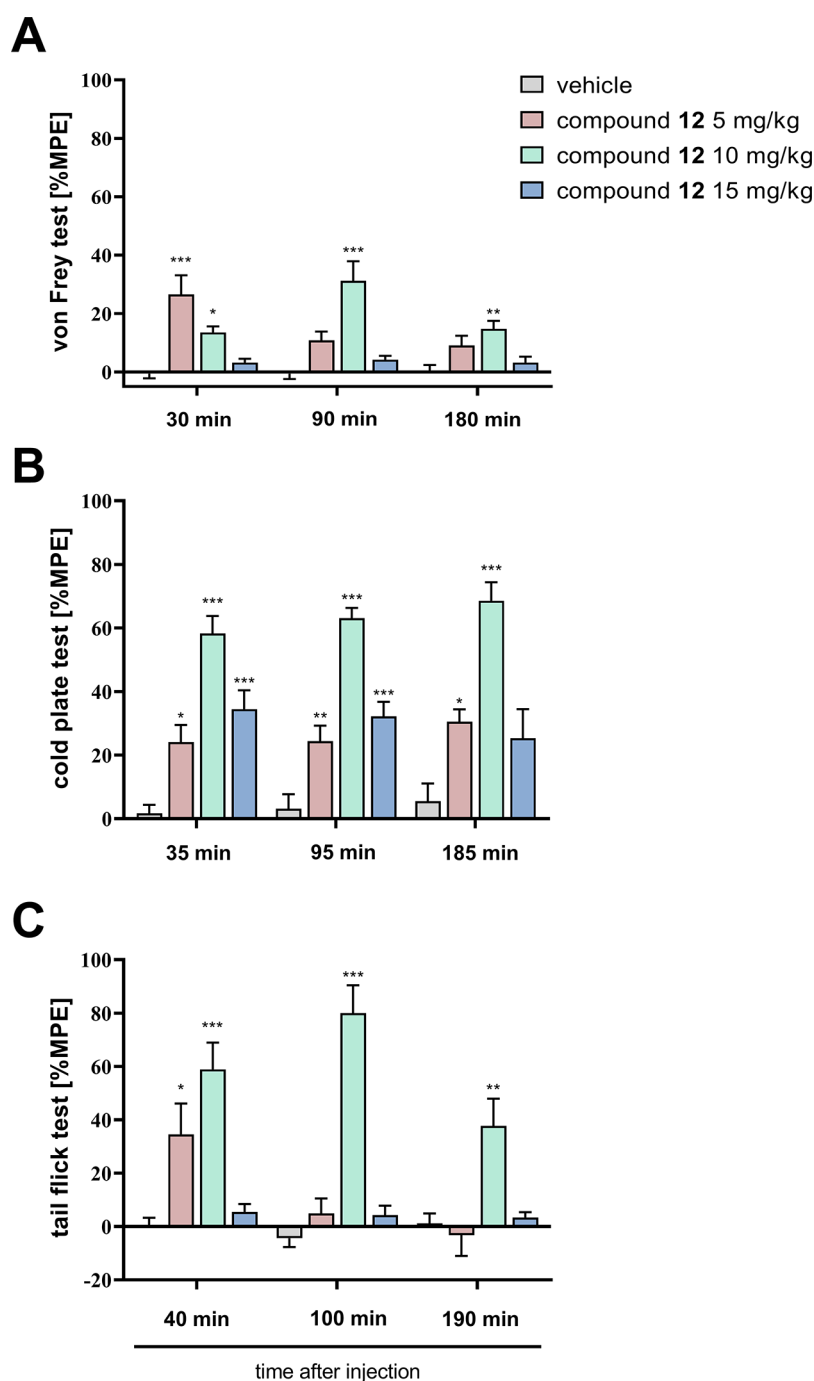 A
von Frey test [%MPE]
100
80
60
40
20
0
***
*
***
**
30 min
90 min
180 min
vehicle
compound 12 5 mg/kg
compound 12 10 mg/kg
compound 12 15 mg/kg
B
cold plate test [%MPE]
100
80
60
40
20
0
*
***
***
**
***
***
*
***
35 min
95 min
185 min
C
tail flick test [%MPE]
100
80
60
40
20
0
-20
*
***
***
**
40 min
100 min
190 min
time after injection